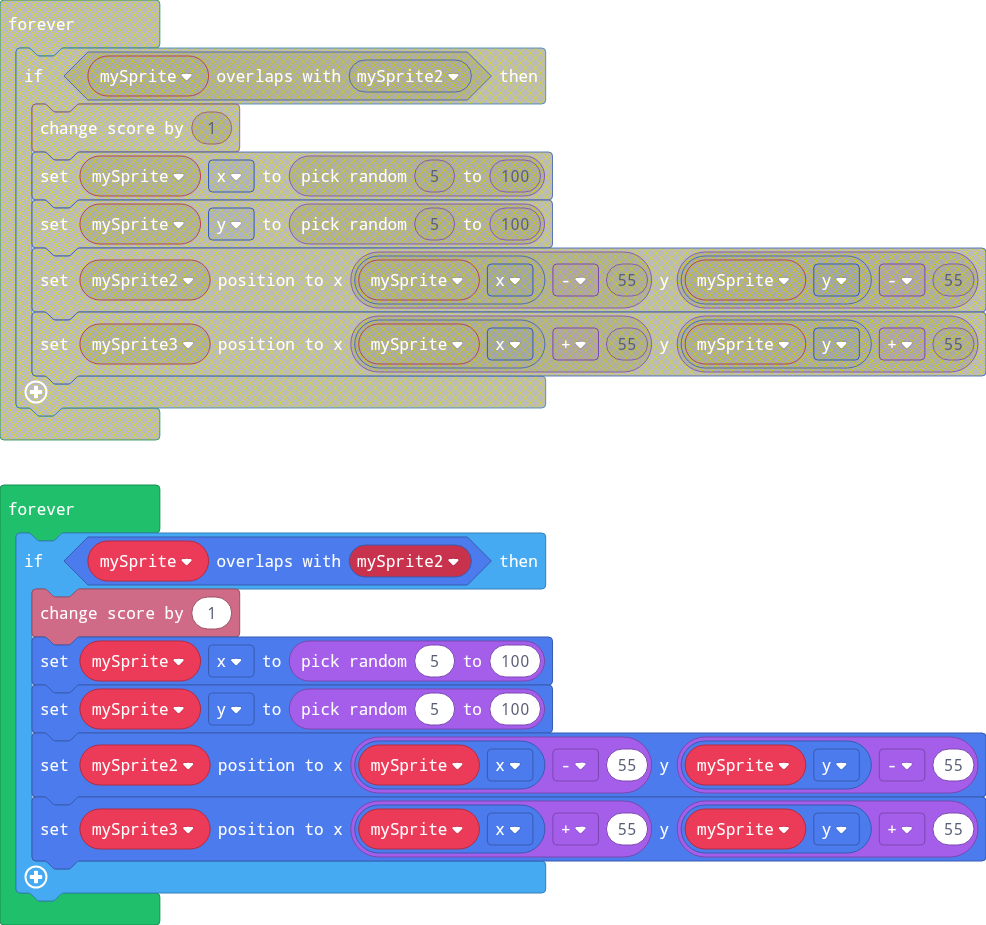 forever
if mySprite overlaps with mySprite2 then
change score by 1
set mySprite x to pick random 5 to 100
set mySprite y to pick random 5 to 100
set mySprite2 position to x mySprite x - 55 y mySprite y - 55
set mySprite3 position to x mySprite x + 55 y mySprite y + 55
forever
if mySprite overlaps with mySprite2 then
change score by 1
set mySprite x to pick random 5 to 100
set mySprite y to pick random 5 to 100
set mySprite2 position to x mySprite x - 55 y mySprite y - 55
set mySprite3 position to x mySprite x + 55 y mySprite y + 55